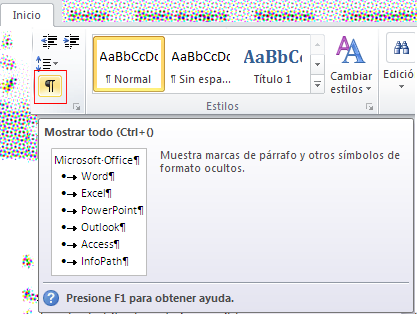 Inicio
AaBbCcDc
AaBbCcDc
AaBbCc
¶ Normal
¶ Sin espa...
Título 1
Cambiar
estilos
Edició
Estilos
Mostrar todo (Ctrl+()
Microsoft·Office¶
Word¶
Excel¶
PowerPoint¶
Outlook¶
Access¶
InfoPath¶
Muestra marcas de párrafo y otros símbolos de
formato ocultos.
Presione F1 para obtener ayuda.